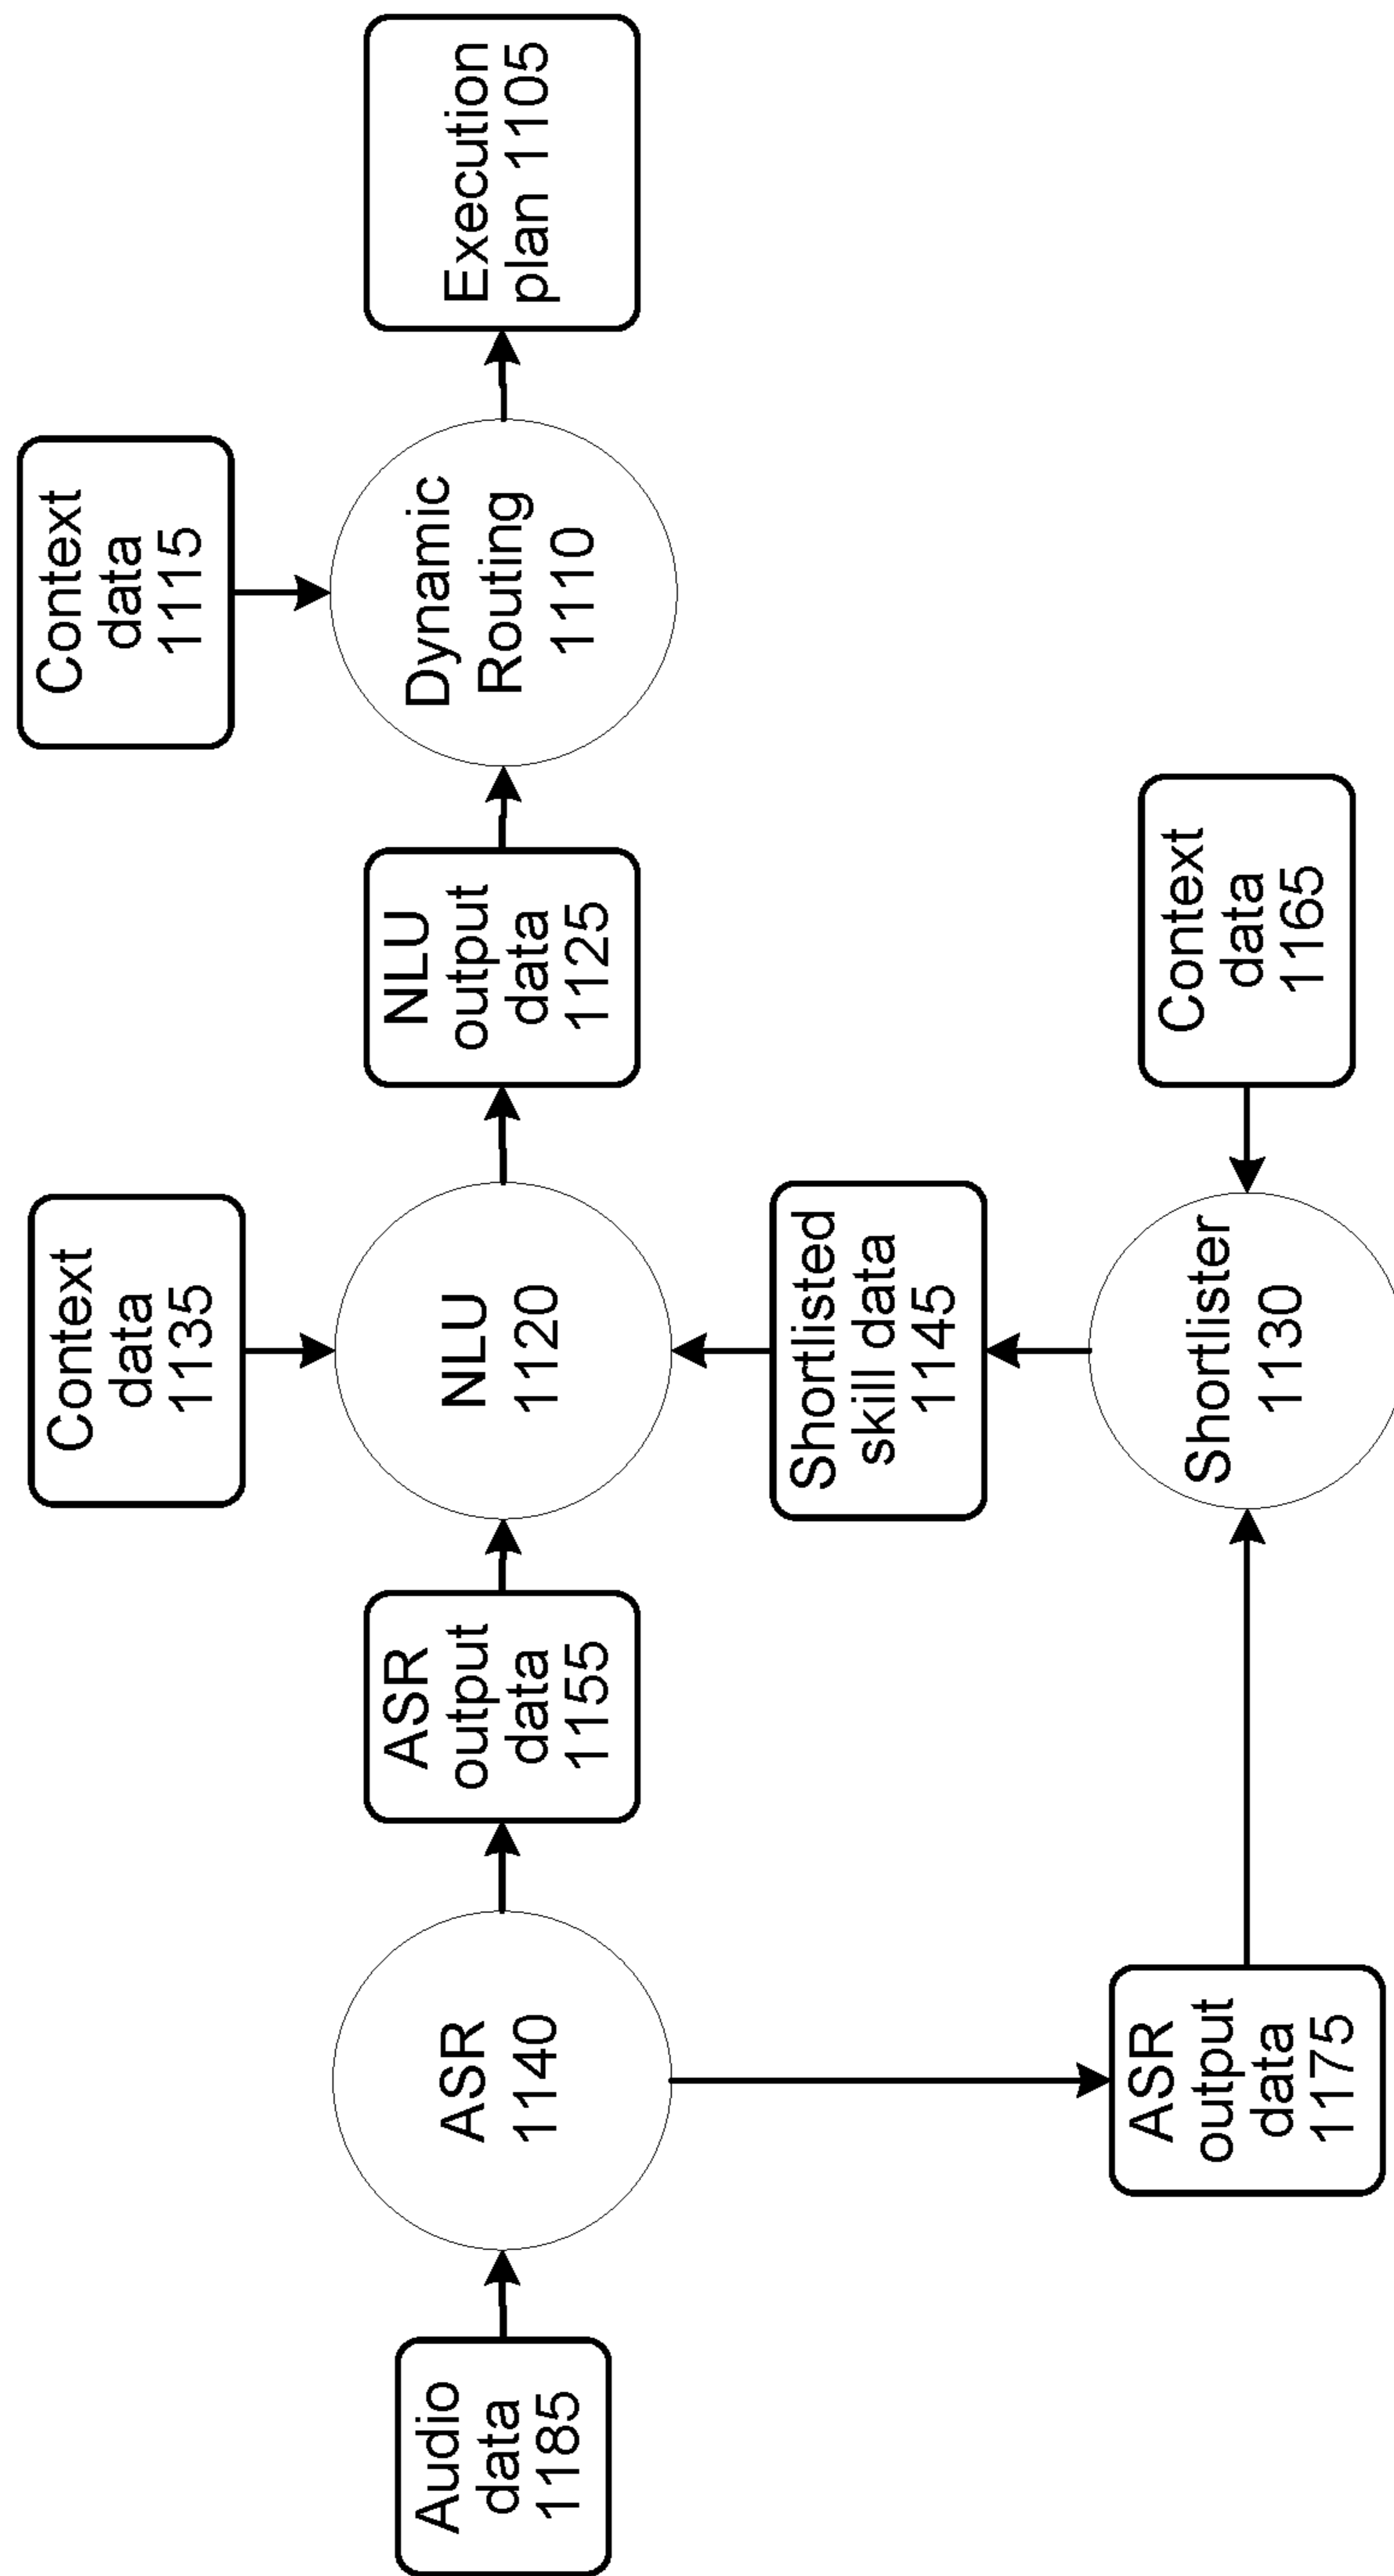 Context
data
1135
Context
data
1115
Audio
data
1185
ASR
1140
ASR
output
data
1155
NLU
1120
NLU
output
data
1125
Dynamic
Routing
1110
Execution
plan 1105
Shortlisted
skill data
1145
ASR
output
data
1175
Shortlister
1130
Context
data
1165